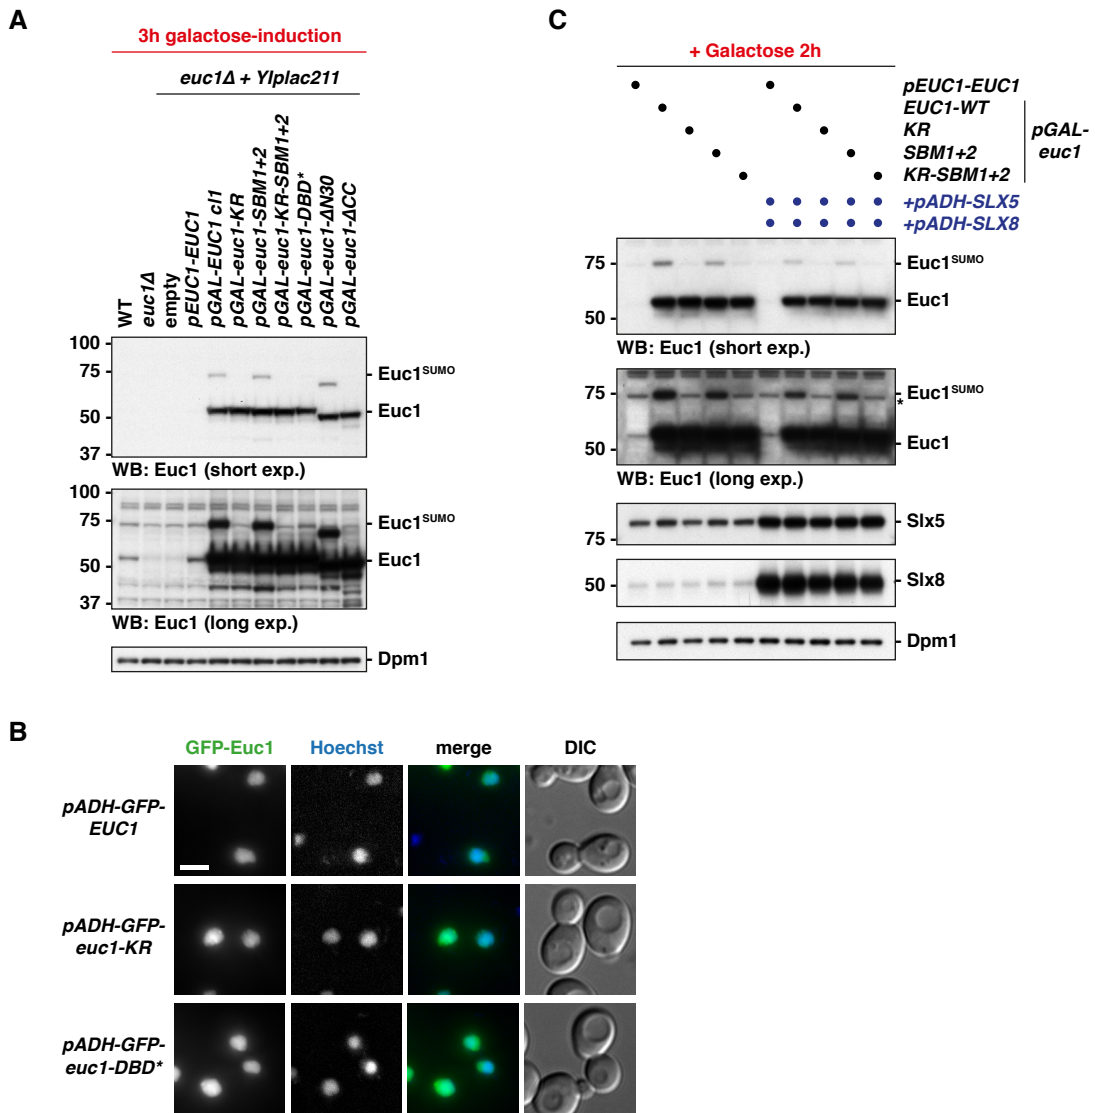 A
3h galactose-induction
euc1Δ + YIplac211
WT
euc1Δ
empty
pEUC1-EUC1
pGAL-EUC1 cl1
pGAL-euc1-KR
pGAL-euc1-SBM1+2
pGAL-euc1-KR-SBM1+2
pGAL-euc1-DBD*
pGAL-euc1-ΔN30
pGAL-euc1-ΔCC
100
75
50
37
Euc1SUMO
Euc1
WB: Euc1 (short exp.)
100
75
50
37
Euc1SUMO
Euc1
WB: Euc1 (long exp.)
Dpm1
C
+ Galactose 2h
pEUC1-EUC1
EUC1-WT
KR
SBM1+2
KR-SBM1+2
pGAL-
euc1
+pADH-SLX5
+pADH-SLX8
75
50
Euc1SUMO
Euc1
WB: Euc1 (short exp.)
75
50
Euc1SUMO
*
Euc1
WB: Euc1 (long exp.)
75
Slx5
50
Slx8
Dpm1
B
GFP-Euc1
Hoechst
merge
DIC
pADH-GFP-
EUC1
pADH-GFP-
euc1-KR
pADH-GFP-
euc1-DBD*